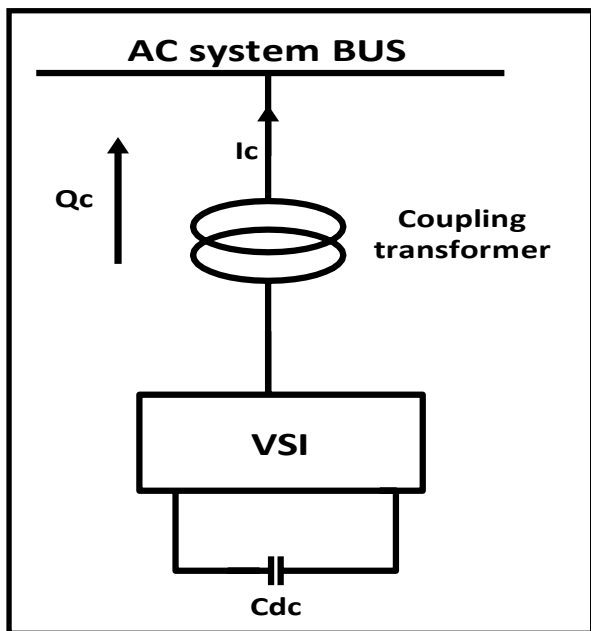 AC system BUS
Ic
Qc
Coupling
transformer
VSI
Cdc